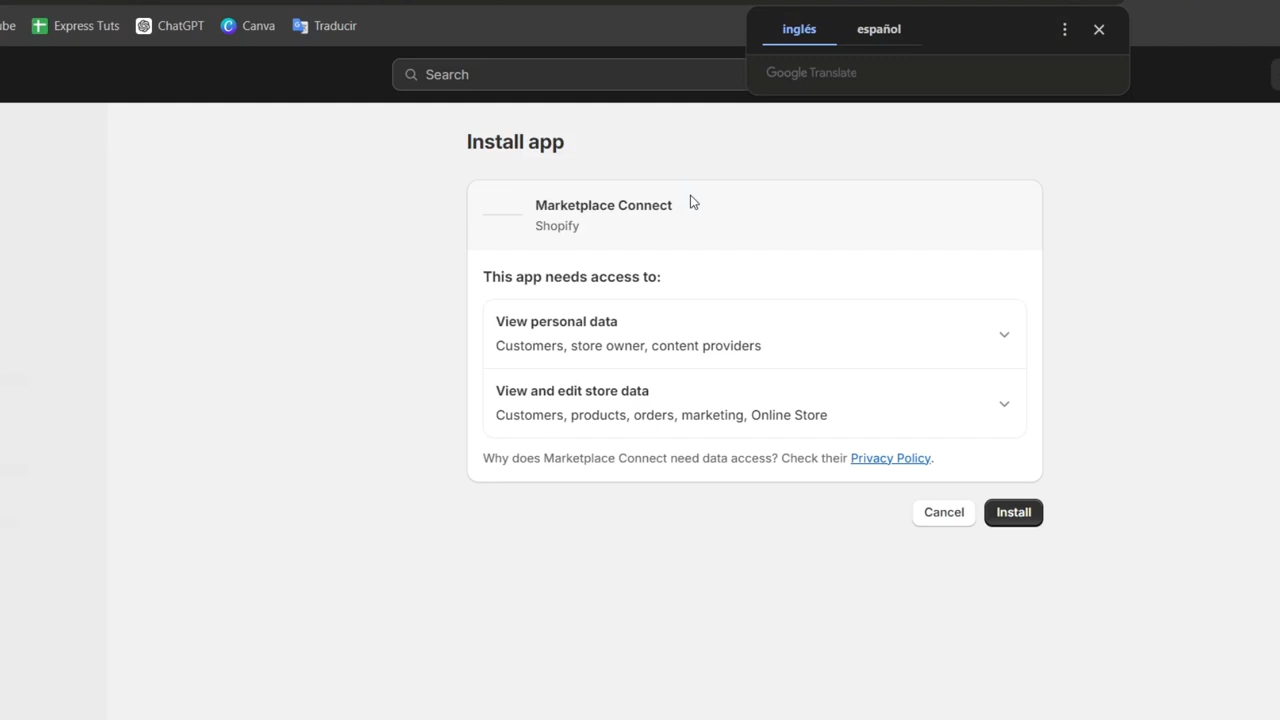 be Express Tuts ChatGPT Canva Traducir
inglés español
Google Translate
Search
Install app
Marketplace Connect
Shopify
This app needs access to:
View personal data
Customers, store owner, content providers
View and edit store data
Customers, products, orders, marketing, Online Store
Why does Marketplace Connect need data access? Check their Privacy Policy.
Cancel Install